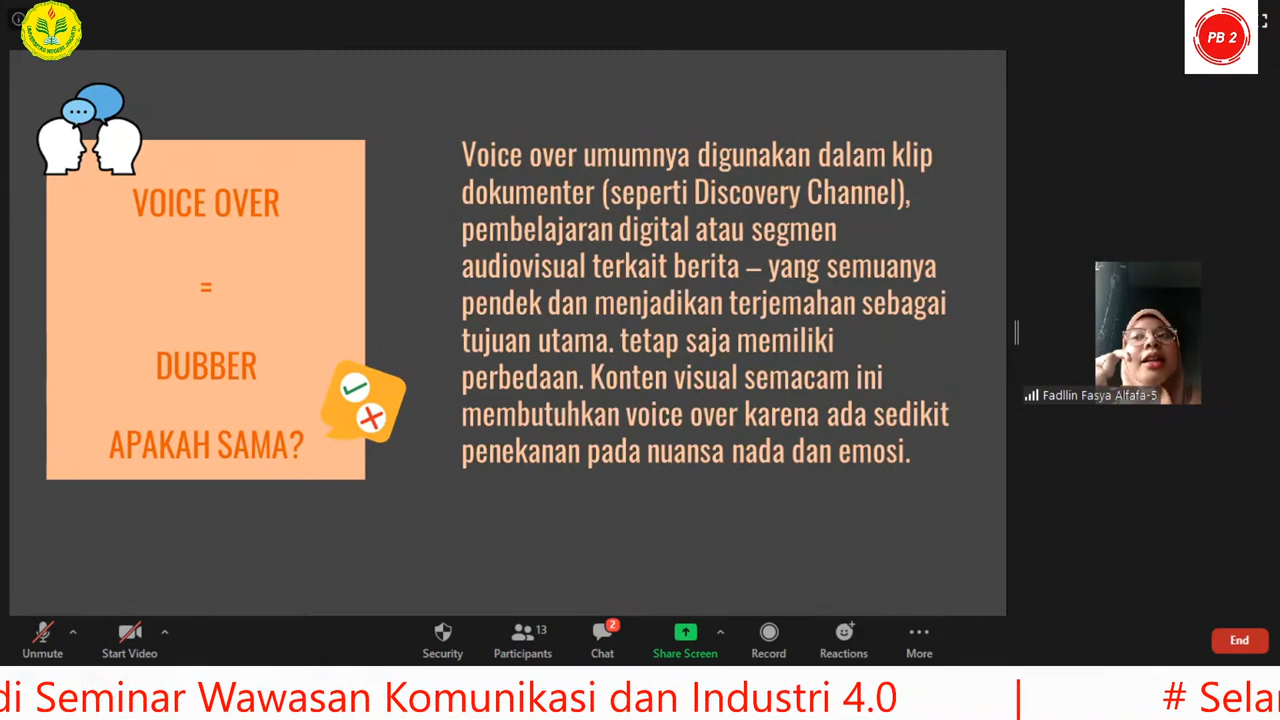 UNIVERSITAS NEGERI JAKARTA
PB 2
VOICE OVER
=
DUBBER
APAKAH SAMA?
Voice over umumnya digunakan dalam klip
dokumenter (seperti Discovery Channel),
pembelajaran digital atau segmen
audiovisual terkait berita – yang semuanya
pendek dan menjadikan terjemahan sebagai
tujuan utama. tetap saja memiliki
perbedaan. Konten visual semacam ini
membutuhkan voice over karena ada sedikit
penekanan pada nuansa nada dan emosi.
Fadllin Fasya Alfafa-5
Unmute
Start Video
Security
13
Participants
2
Chat
Share Screen
Record
Reactions
More
End
di Seminar Wawasan Komunikasi dan Industri 4.0 | # Sela